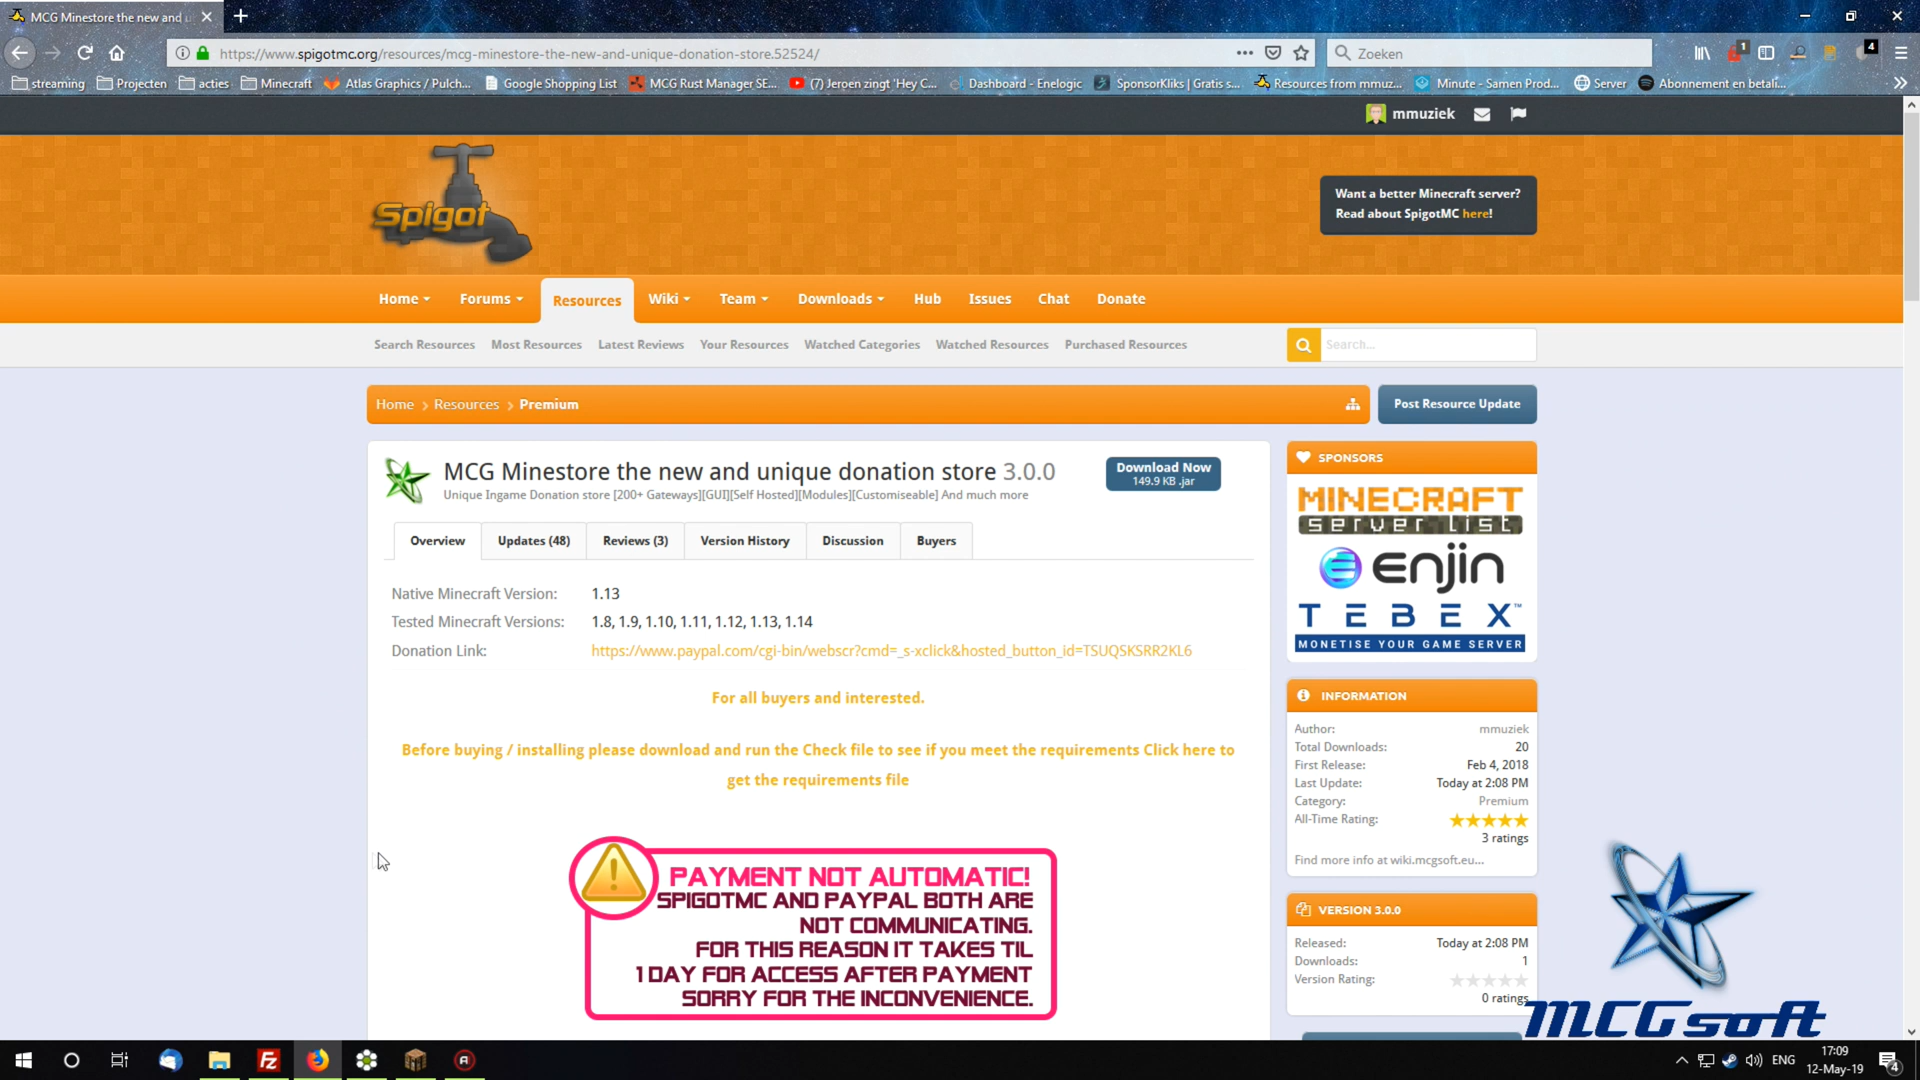 MCG Minestore the new and u
https://www.spigotmc.org/resources/mcg-minestore-the-new-and-unique-donation-store.52524/
Zoeken
1
4
streaming
Projecten
acties
Minecraft
Atlas Graphics / Pulch...
Google Shopping List
MCG Rust Manager SE...
(7) Jeroen zingt 'Hey C...
Dashboard - Enelogic
SponsorKliks | Gratis s...
Resources from mmuz...
Minute - Samen Prod...
Server
Abonnement en betali...
mmuziek
Spigot
Want a better Minecraft server?
Read about SpigotMC here!
Home
Forums
Resources
Wiki
Team
Downloads
Hub
Issues
Chat
Donate
Search Resources
Most Resources
Latest Reviews
Your Resources
Watched Categories
Watched Resources
Purchased Resources
Search...
Home > Resources > Premium
Post Resource Update
MCG Minestore the new and unique donation store 3.0.0
Unique Ingame Donation store [200+ Gateways][GUI][Self Hosted][Modules][Customiseable] And much more
Download Now
149.9 KB .jar
Overview
Updates (48)
Reviews (3)
Version History
Discussion
Buyers
Native Minecraft Version: 1.13
Tested Minecraft Versions: 1.8, 1.9, 1.10, 1.11, 1.12, 1.13, 1.14
Donation Link: https://www.paypal.com/cgi-bin/webscr?cmd=_s-xclick&hosted_button_id=TSUQSKSRR2KL6
For all buyers and interested.
Before buying / installing please download and run the Check file to see if you meet the requirements Click here to
get the requirements file
PAYMENT NOT AUTOMATIC!
SPIGOTMC AND PAYPAL BOTH ARE
NOT COMMUNICATING.
FOR THIS REASON IT TAKES TIL
1 DAY FOR ACCESS AFTER PAYMENT
SORRY FOR THE INCONVENIENCE.
SPONSORS
MINECRAFT
server list
enjin
TEBEX™
MONETISE YOUR GAME SERVER
INFORMATION
Author: mmuziek
Total Downloads: 20
First Release: Feb 4, 2018
Last Update: Today at 2:08 PM
Category: Premium
All-Time Rating:
3 ratings
Find more info at wiki.mcgsoft.eu...
VERSION 3.0.0
Released: Today at 2:08 PM
Downloads: 1
Version Rating:
0 ratings
MCGsoft
ENG
17:09
12-May-19
4